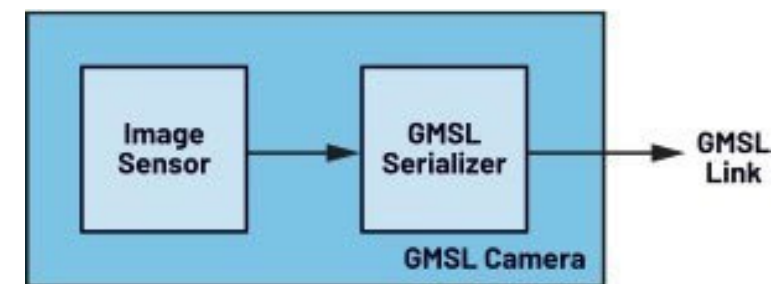 Image
Sensor
GMSL
Serializer
GMSL
Link
GMSL Camera